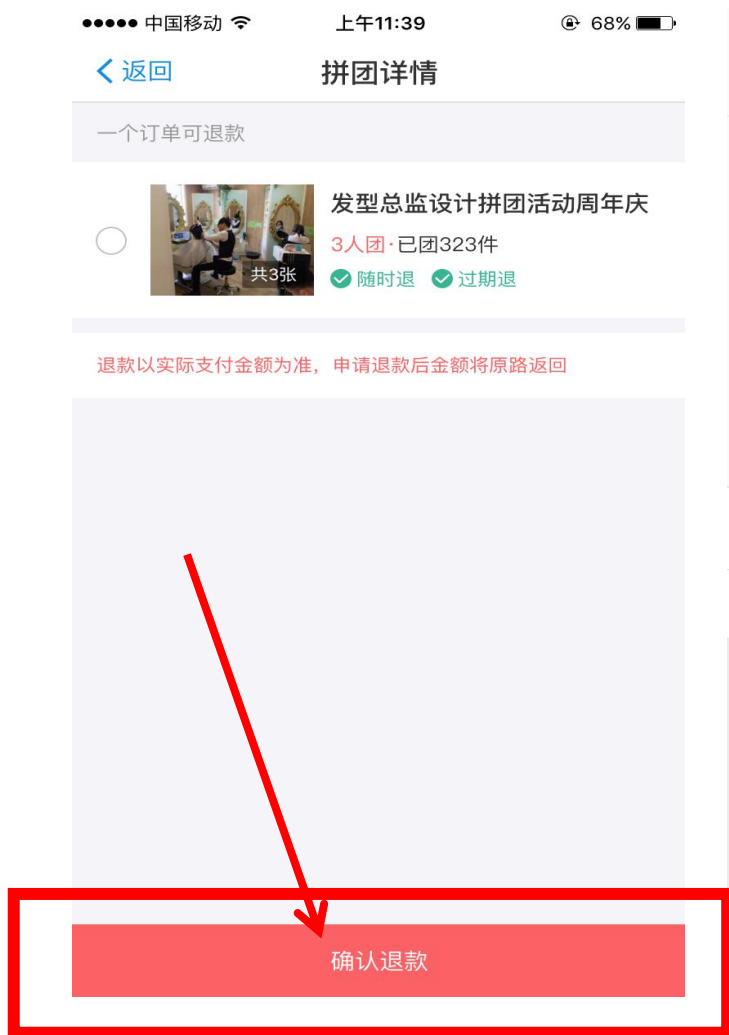 中国移动 上午11:39 68%
返回 拼团详情
一个订单可退款
发型总监设计拼团活动周年庆
3人团·已团323件
共3张
随时退 过期退
退款以实际支付金额为准，申请退款后金额将原路返回
确认退款